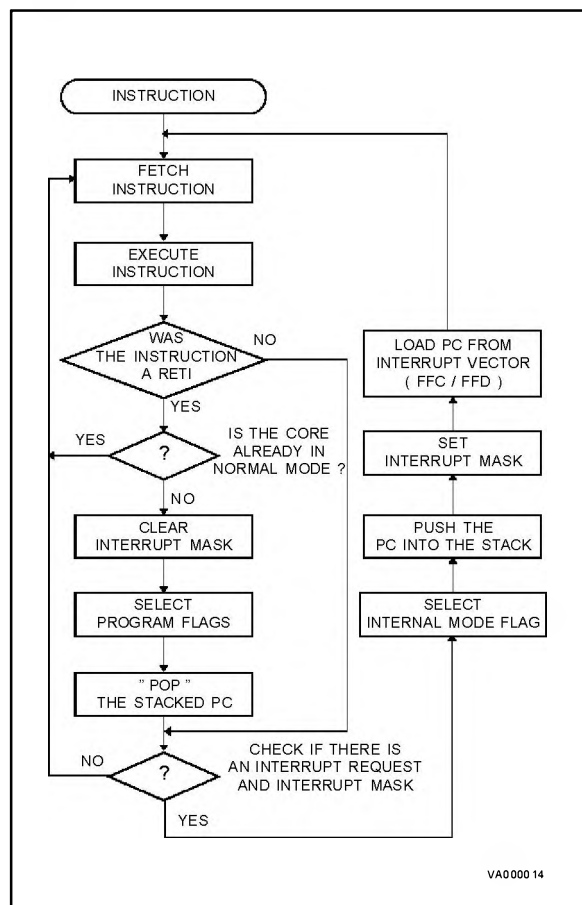 INSTRUCTION
FETCH
INSTRUCTION
EXECUTE
INSTRUCTION
WAS
THE INSTRUCTION
A RETI
NO
YES
YES
?
IS THE CORE
ALREADY IN
NORMAL MODE ?
NO
CLEAR
INTERRUPT MASK
SELECT
PROGRAM FLAGS
" POP "
THE STACKED PC
NO
?
CHECK IF THERE IS
AN INTERRUPT REQUEST
AND INTERRUPT MASK
YES
LOAD PC FROM
INTERRUPT VECTOR
( FFC / FFD )
SET
INTERRUPT MASK
PUSH THE
PC INTO THE STACK
SELECT
INTERNAL MODE FLAG
VA000014